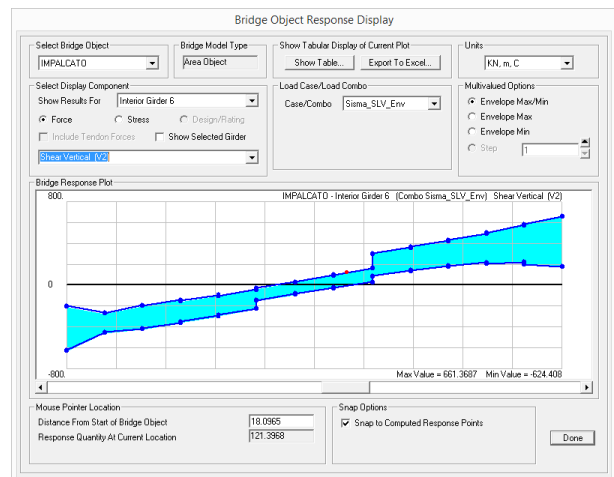 Bridge Object Response Display
Select Bridge Object
IMPALCATO
Bridge Model Type
Area Object
Show Tabular Display of Current Plot
Show Table...
Export To Excel...
Units
KN, m, C
Select Display Component
Show Results For
Interior Girder 6
Force
Stress
Design/Rating
Include Tendon Forces
Show Selected Girder
Shear Vertical (V2)
Load Case/Load Combo
Case/Combo
Sisma_SLV_Env
Multivalued Options
Envelope Max/Min
Envelope Max
Envelope Min
Step
1
Bridge Response Plot
800.
IMPALCATO - Interior Girder 6 (Combo Sisma_SLV_Env) Shear Vertical (V2)
0
-800.
Max Value = 661.3687 Min Value = -624.408
Mouse Pointer Location
Distance From Start of Bridge Object
18.0965
Response Quantity At Current Location
121.3968
Snap Options
Snap to Computed Response Points
Done